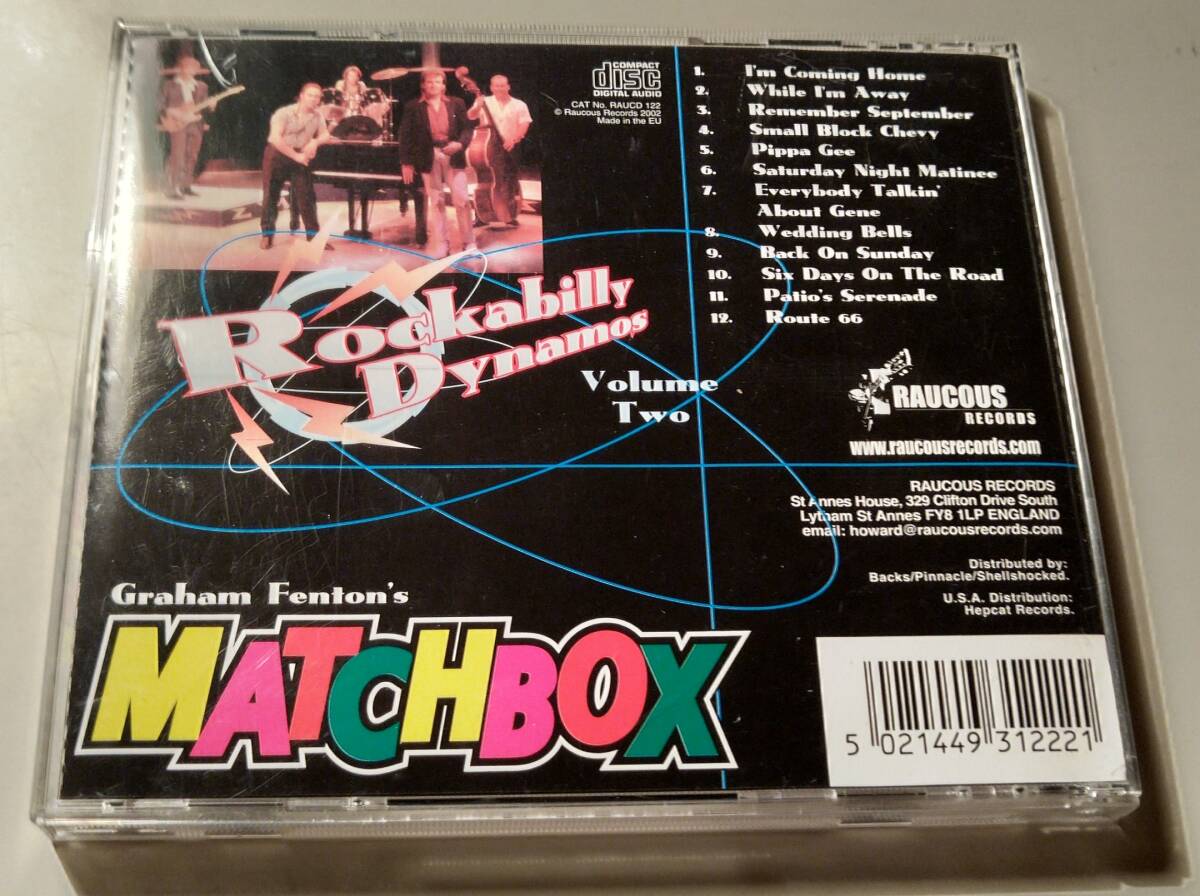 COMPACT
disc
DIGITAL AUDIO
CAT No. RAUCD 122
© Raucous Records 2002
Made in the EU
1. I'm Coming Home
2. While I'm Away
3. Remember September
4. Small Block Chevy
5. Pippa Gee
6. Saturday Night Matinee
7. Everybody Talkin'
About Gene
8. Wedding Bells
9. Back On Sunday
10. Six Days On The Road
11. Patio's Serenade
12. Route 66
Rockabilly
Dynamos
Volume
Two
RAUCOUS
RECORDS
www.raucousrecords.com
RAUCOUS RECORDS
St Annes House, 329 Clifton Drive South
Lytham St Annes FY8 1LP ENGLAND
email: howard@raucousrecords.com
Distributed by:
Backs/Pinnacle/Shellshocked.
U.S.A. Distribution:
Hepcat Records.
Graham Fenton's
MATCHBOX
5 021449 312221